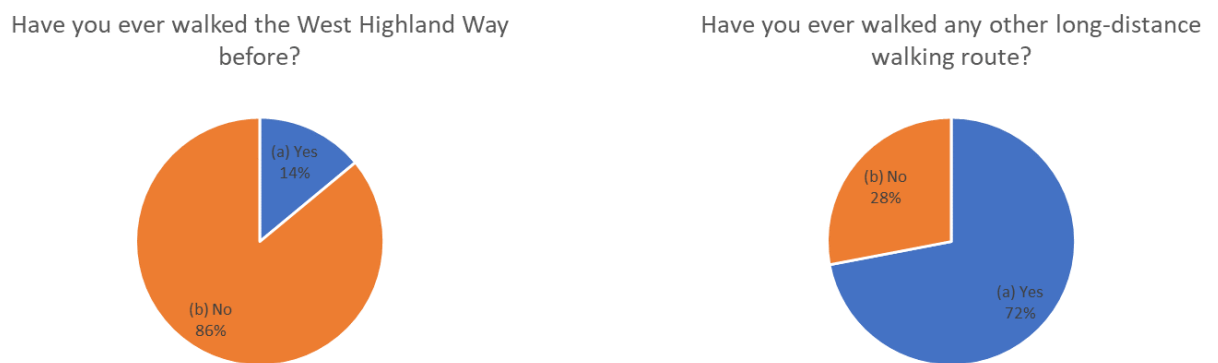 Have you ever walked the West Highland Way
before?
(a) Yes
14%
(b) No
86%
Have you ever walked any other long-distance
walking route?
(b) No
28%
(a) Yes
72%